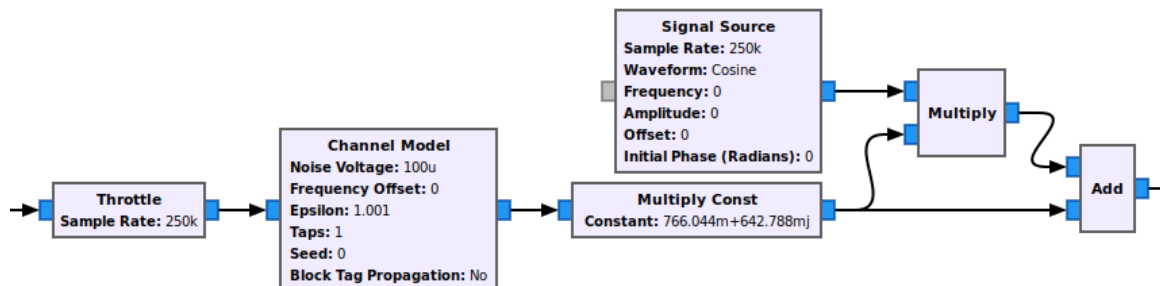 Signal Source
Sample Rate: 250k
Waveform: Cosine
Frequency: 0
Amplitude: 0
Offset: 0
Initial Phase (Radians): 0
Multiply
Channel Model
Noise Voltage: 100u
Frequency Offset: 0
Epsilon: 1.001
Taps: 1
Seed: 0
Block Tag Propagation: No
Throttle
Sample Rate: 250k
Multiply Const
Constant: 766.044m+642.788mj
Add